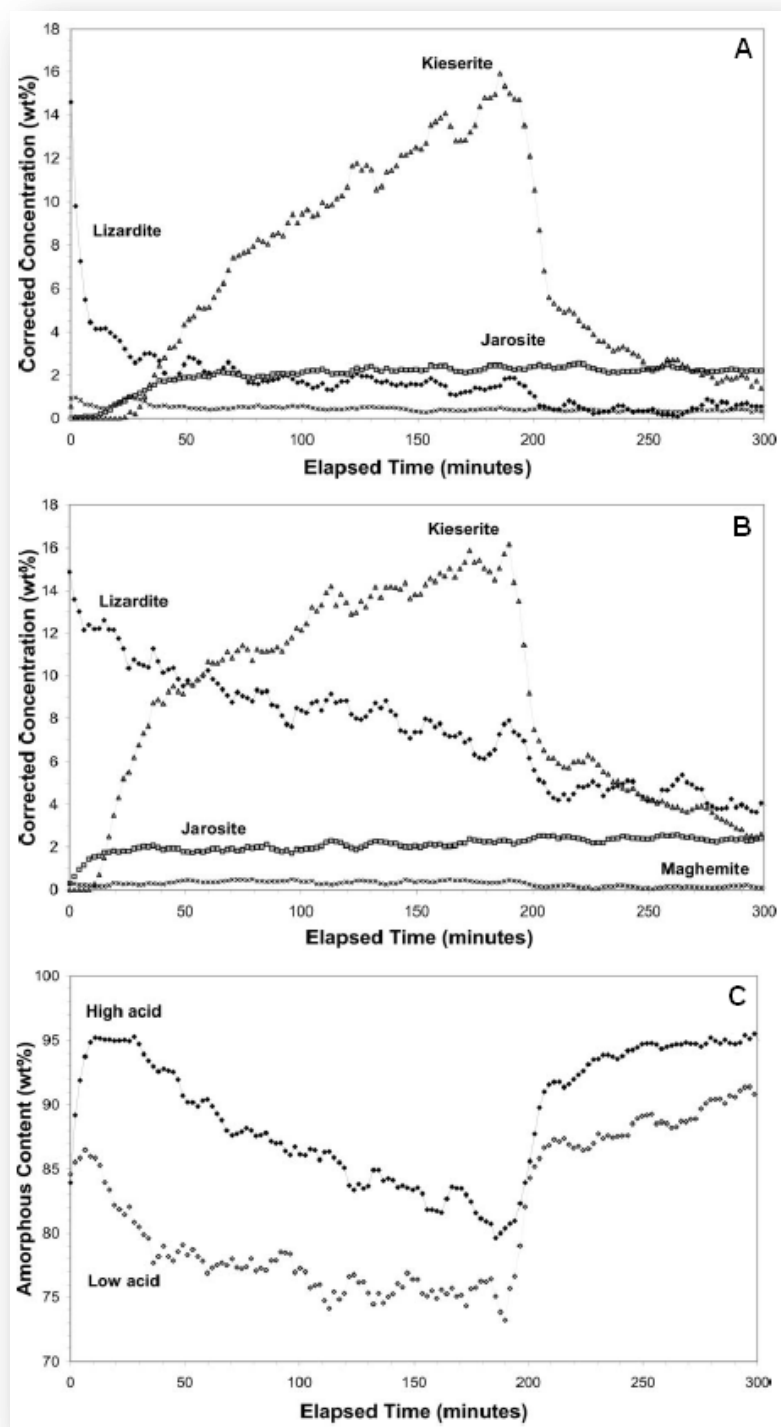 A
18
16
14
12
10
8
6
4
2
0
Corrected Concentration (wt%)
Kieserite
Lizardite
Jarosite
0 50 100 150 200 250 300
Elapsed Time (minutes)
B
18
16
14
12
10
8
6
4
2
0
Corrected Concentration (wt%)
Kieserite
Lizardite
Jarosite
Maghemite
0 50 100 150 200 250 300
Elapsed Time (minutes)
C
100
95
90
85
80
75
70
Amorphous Content (wt%)
High acid
Low acid
0 50 100 150 200 250 300
Elapsed Time (minutes)